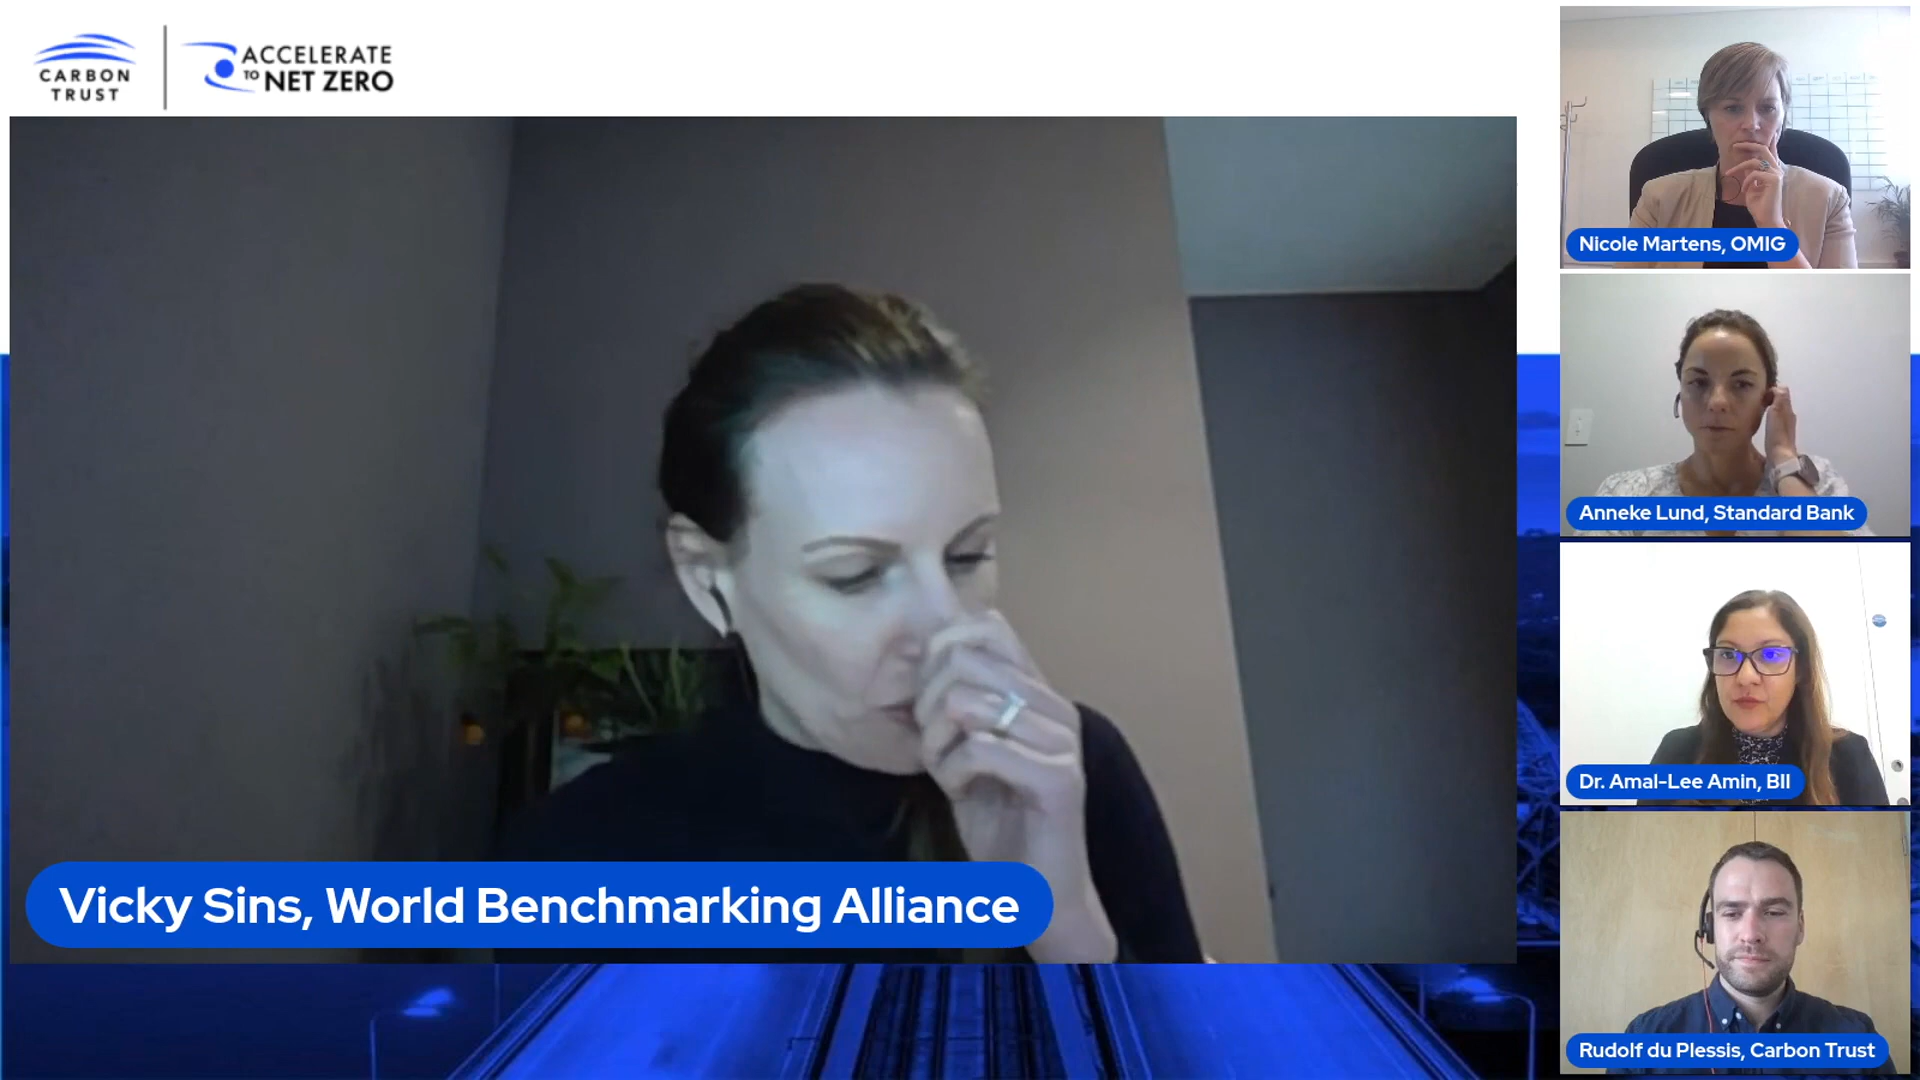 CARBON
TRUST
ACCELERATE
TO NET ZERO
Vicky Sins, World Benchmarking Alliance
Nicole Martens, OMIG
Anneke Lund, Standard Bank
Dr. Amal-Lee Amin, BII
Rudolf du Plessis, Carbon Trust